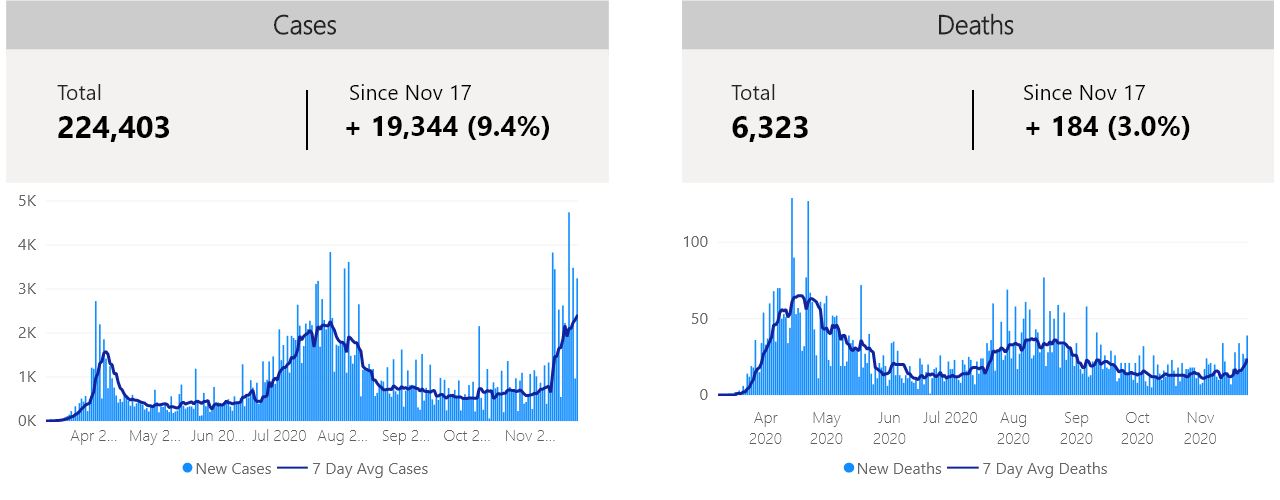 Cases
Total
Since Nov 17
224,403
+ 19,344 (9.4%)
5K
4K
3K
2K
1K
0K
Apr 2... May 2... Jun 20... Jul 2020 Aug 2... Sep 2... Oct 2... Nov 2...
New Cases 7 Day Avg Cases
Deaths
Total
Since Nov 17
6,323
+ 184 (3.0%)
100
50
0
Apr May Jun Jul 2020 Aug Sep Oct Nov
2020 2020 2020 2020 2020 2020 2020
New Deaths 7 Day Avg Deaths